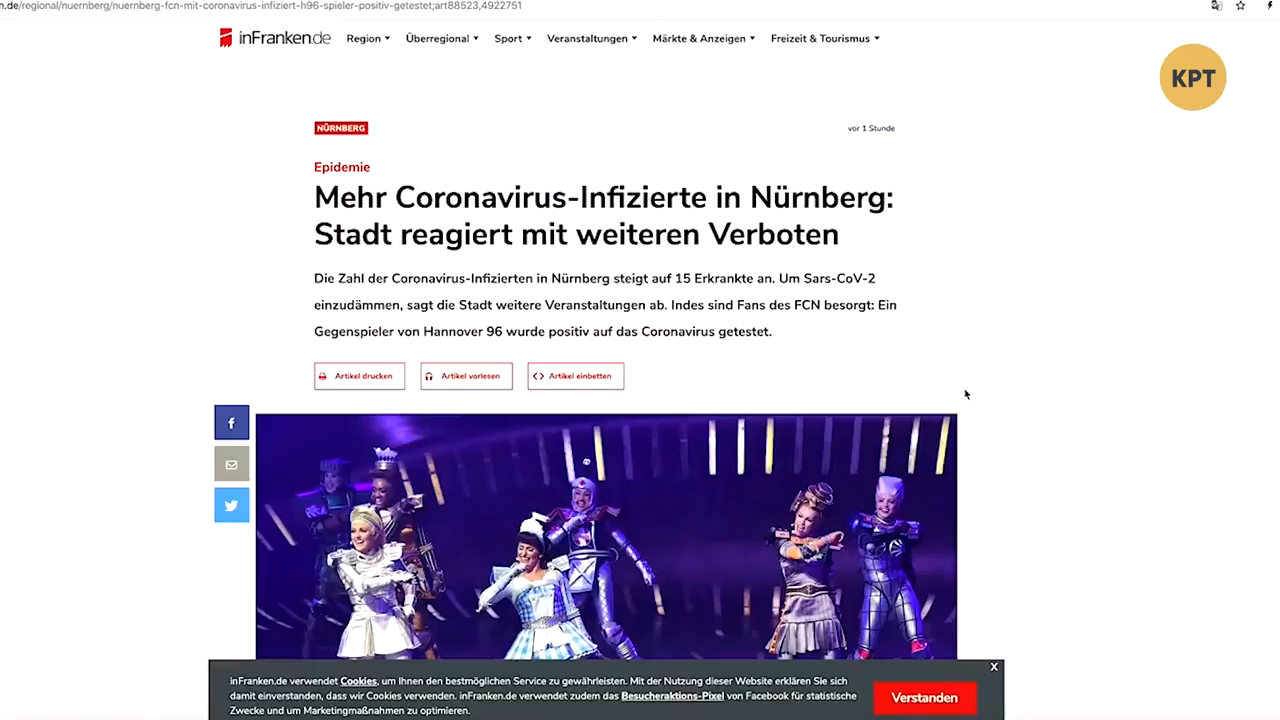 n.de/regional/nuernberg/nuernberg-fcn-mit-coronavirus-infiziert-h96-spieler-positiv-getestet;art88523,4922751
inFranken.de Region Überregional Sport Veranstaltungen Märkte & Anzeigen Freizeit & Tourismus
KPT
NÜRNBERG vor 1 Stunde
Epidemie
Mehr Coronavirus-Infizierte in Nürnberg:
Stadt reagiert mit weiteren Verboten
Die Zahl der Coronavirus-Infizierten in Nürnberg steigt auf 15 Erkrankte an. Um Sars-CoV-2
einzudämmen, sagt die Stadt weitere Veranstaltungen ab. Indes sind Fans des FCN besorgt: Ein
Gegenspieler von Hannover 96 wurde positiv auf das Coronavirus getestet.
Artikel drucken Artikel vorlesen Artikel einbetten
inFranken.de verwendet Cookies, um Ihnen den bestmöglichen Service zu gewährleisten. Mit der Nutzung dieser Website erklären Sie sich
damit einverstanden, dass wir Cookies verwenden. inFranken.de verwendet zudem das Besucheraktions-Pixel von Facebook für statistische
Zwecke und um Marketingmaßnahmen zu optimieren.
Verstanden
X